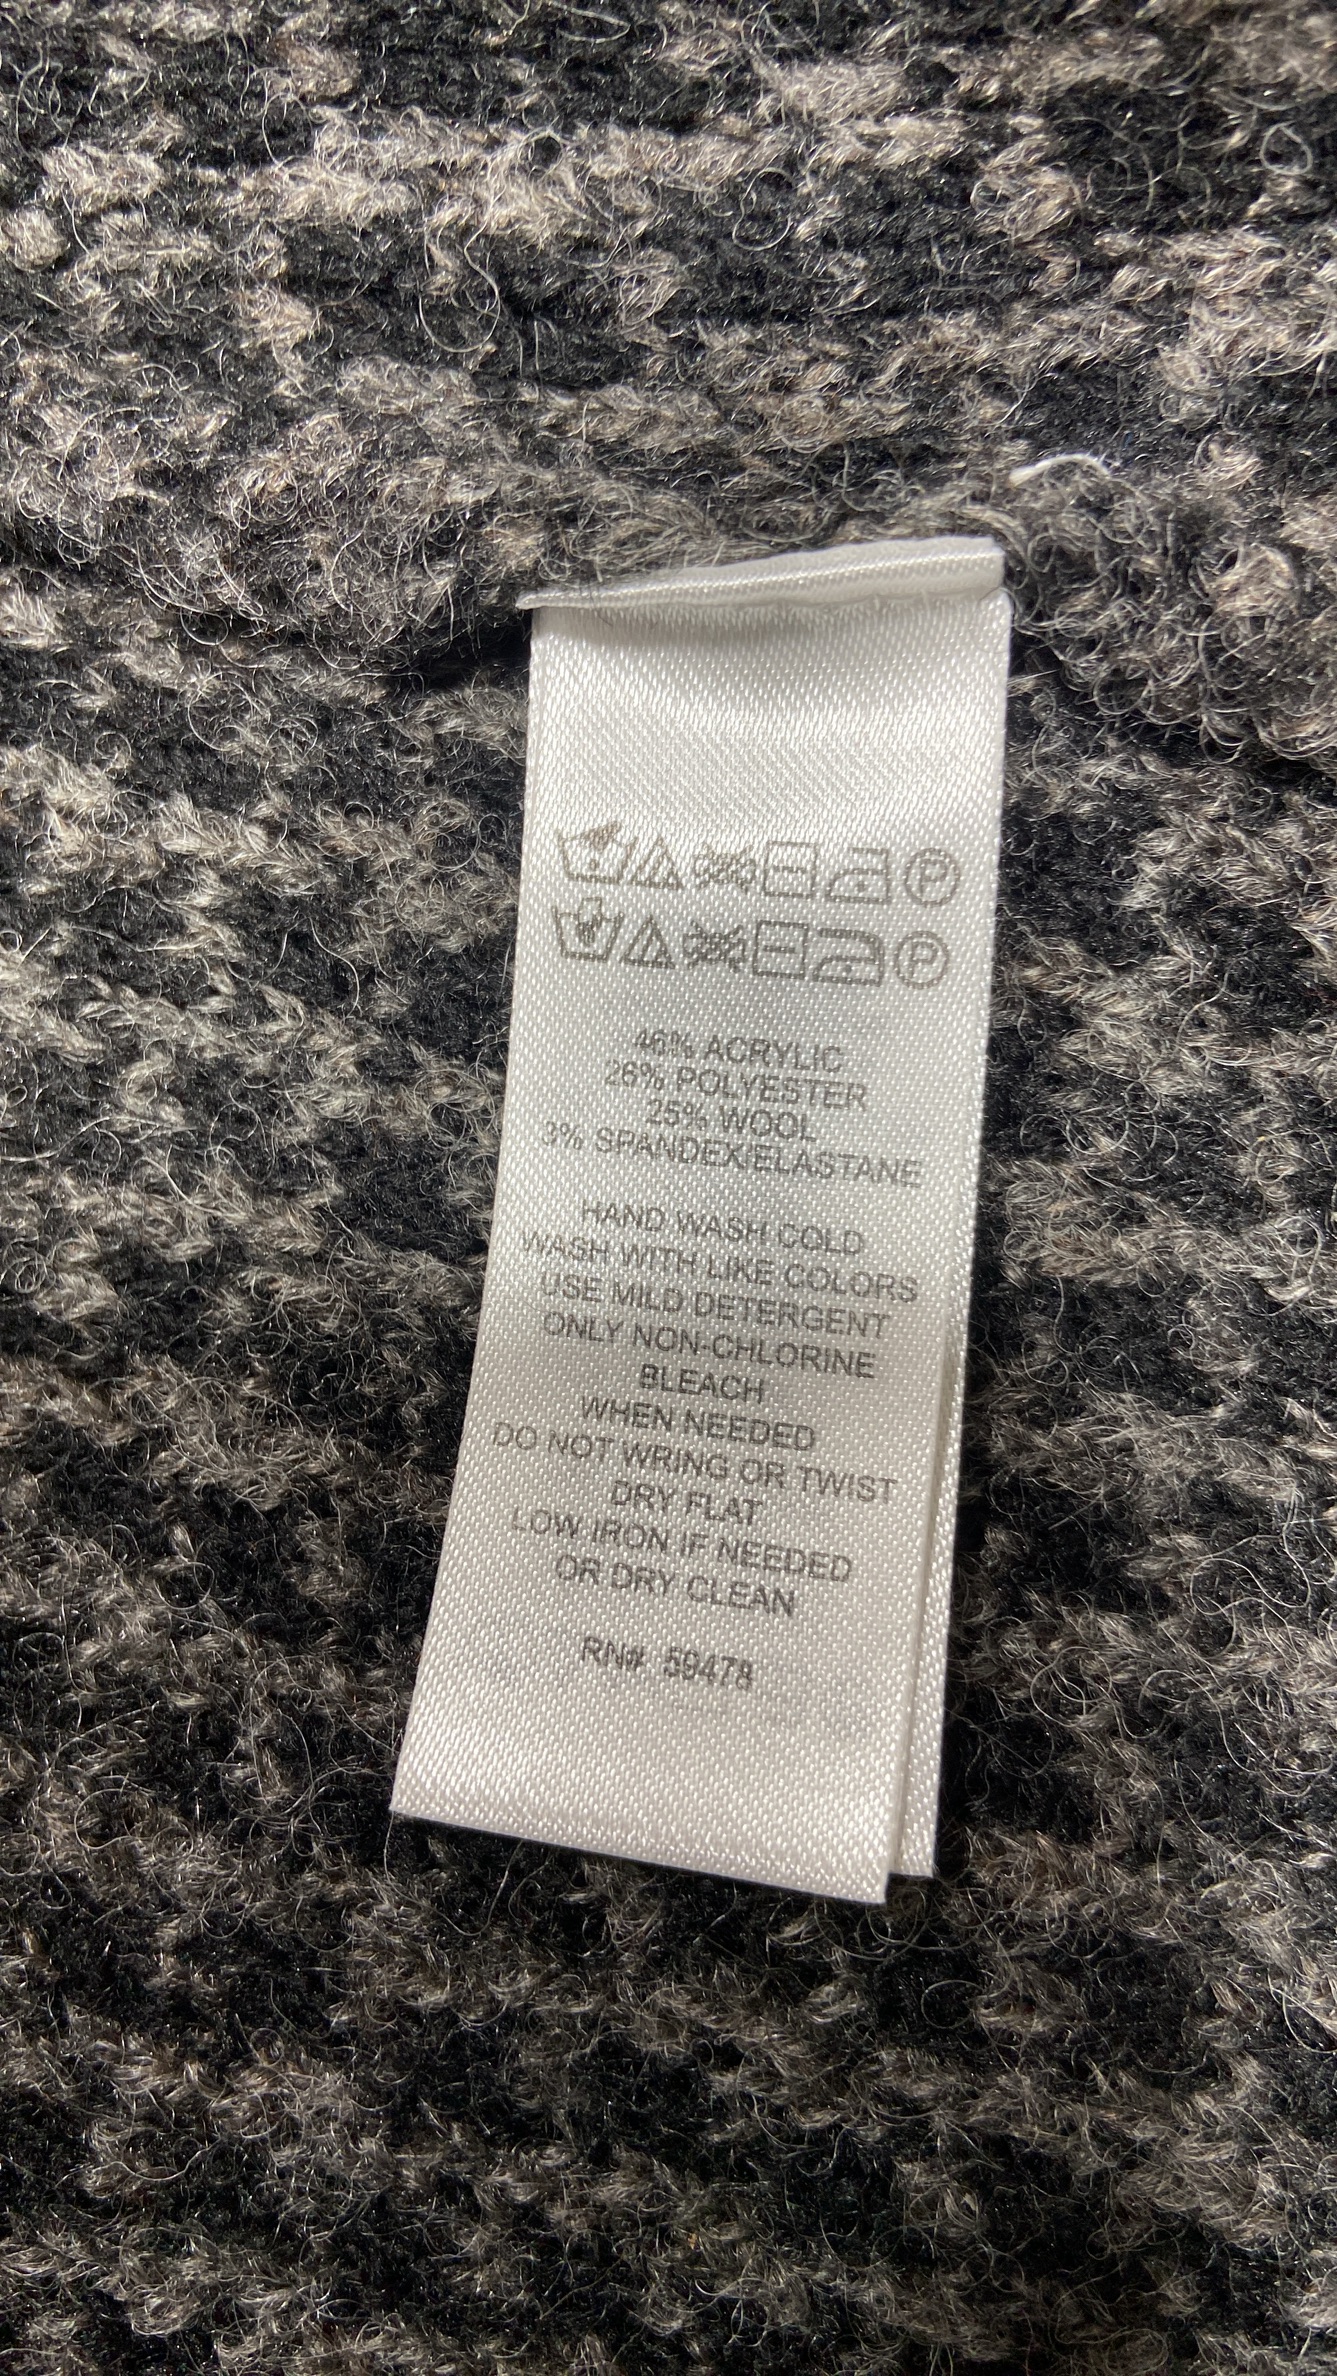 P
P
46% ACRYLIC
26% POLYESTER
25% WOOL
3% SPANDEX/ELASTANE
HAND WASH COLD
WASH WITH LIKE COLORS
USE MILD DETERGENT
ONLY NON-CHLORINE
BLEACH
WHEN NEEDED
DO NOT WRING OR TWIST
DRY FLAT
LOW IRON IF NEEDED
OR DRY CLEAN
RN# 59478